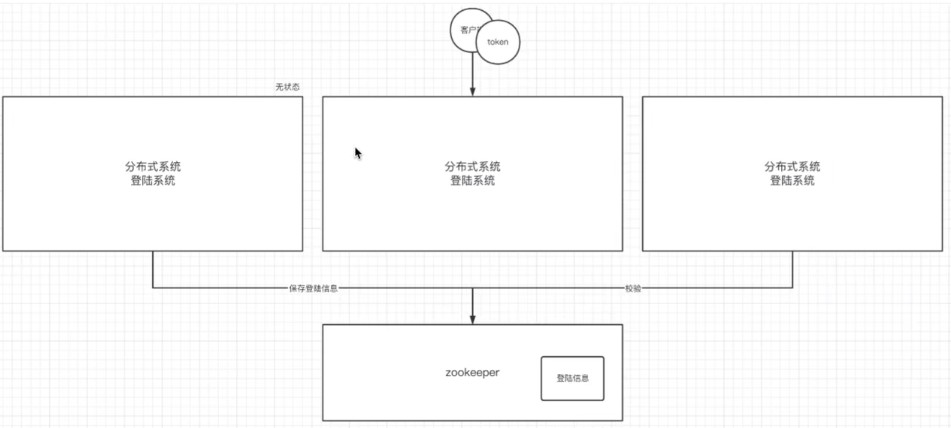 客户
token
无状态
分布式系统
登陆系统
分布式系统
登陆系统
分布式系统
登陆系统
保存登陆信息
校验
zookeeper
登陆信息